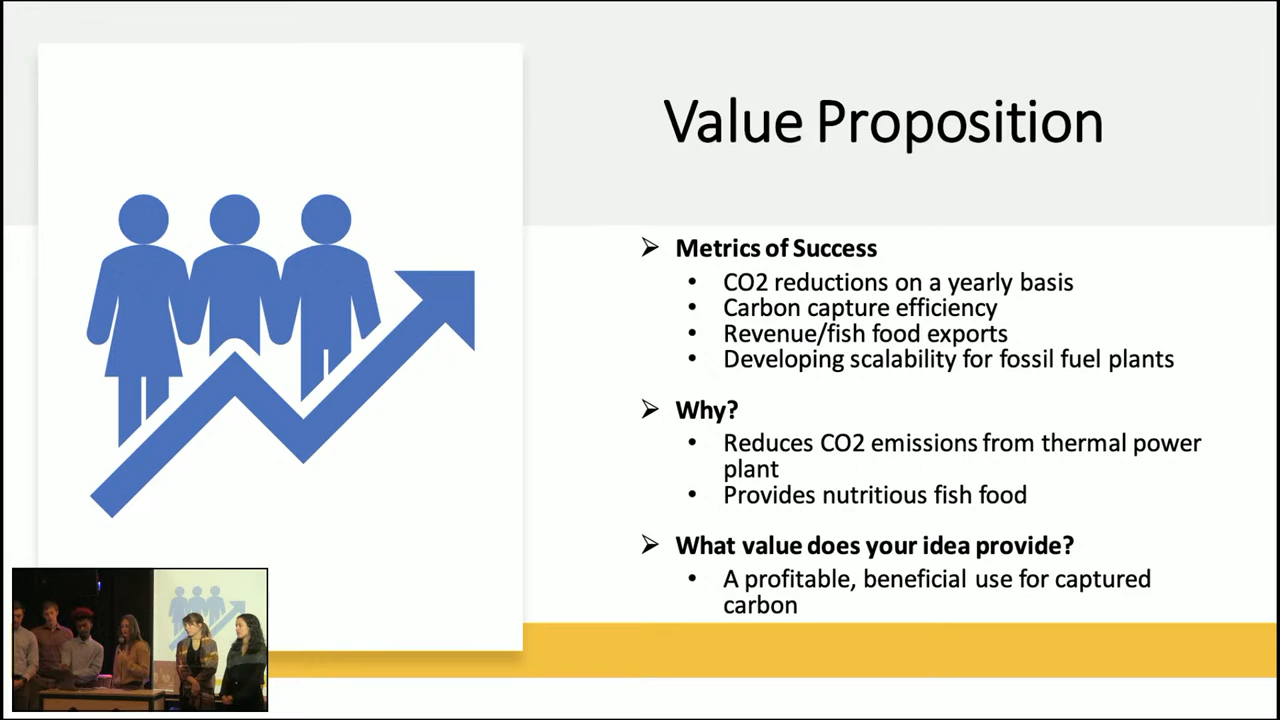 Value Proposition
➢ Metrics of Success
• CO2 reductions on a yearly basis
• Carbon capture efficiency
• Revenue/fish food exports
• Developing scalability for fossil fuel plants
➢ Why?
• Reduces CO2 emissions from thermal power
plant
• Provides nutritious fish food
➢ What value does your idea provide?
• A profitable, beneficial use for captured
carbon